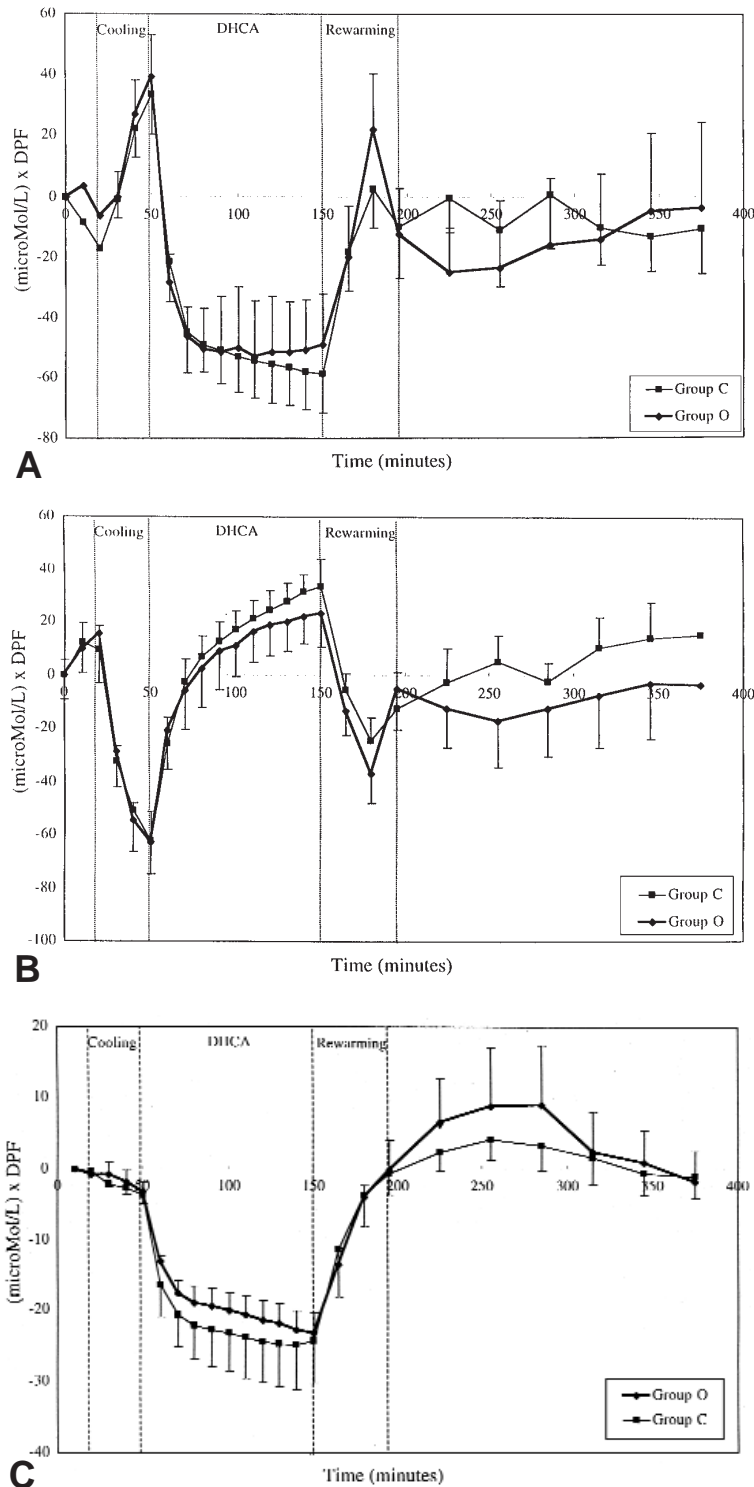 60
Cooling DHCA Rewarming
40
20
0
0 50 100 150 200 250 300 350 400
-20
-40
-60
-80
(microMol/L) x DPF
Group C
Group O
Time (minutes)
A
60
Cooling DHCA Rewarming
40
20
0
0 50 100 150 200 250 300 350 400
-20
-40
-60
-80
-100
(microMol/L) x DPF
Group C
Group O
Time (minutes)
B
20
Cooling DHCA Rewarming
10
0
0 50 100 150 200 250 300 350 400
-10
-20
-30
-40
(microMol/L) x DPF
Group O
Group C
Time (minutes)
C